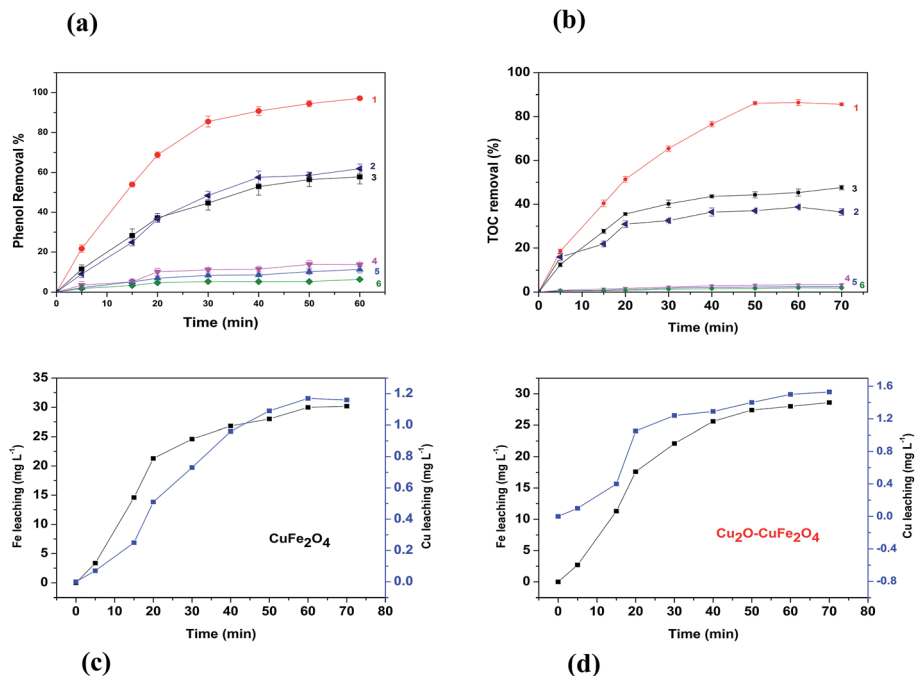 (a)
(b)
Phenol Removal %
100
80
60
40
20
0
0 10 20 30 40 50 60
Time (min)
1
2
3
4
5
6
TOC removal (%)
100
80
60
40
20
0
0 10 20 30 40 50 60 70 80
Time (min)
1
3
2
4
5 6
Fe leaching (mg L⁻¹)
35
30
25
20
15
10
5
0
0 10 20 30 40 50 60 70 80
Time (min)
CuFe₂O₄
1.2
1.0
0.8
0.6
0.4
0.2
0.0
Cu leaching (mg L⁻¹)
Fe leaching (mg L⁻¹)
30
25
20
15
10
5
0
0 10 20 30 40 50 60 70 80
Time (min)
Cu₂O-CuFe₂O₄
1.6
1.2
0.8
0.4
0.0
-0.4
-0.8
Cu leaching (mg L⁻¹)
(c)
(d)